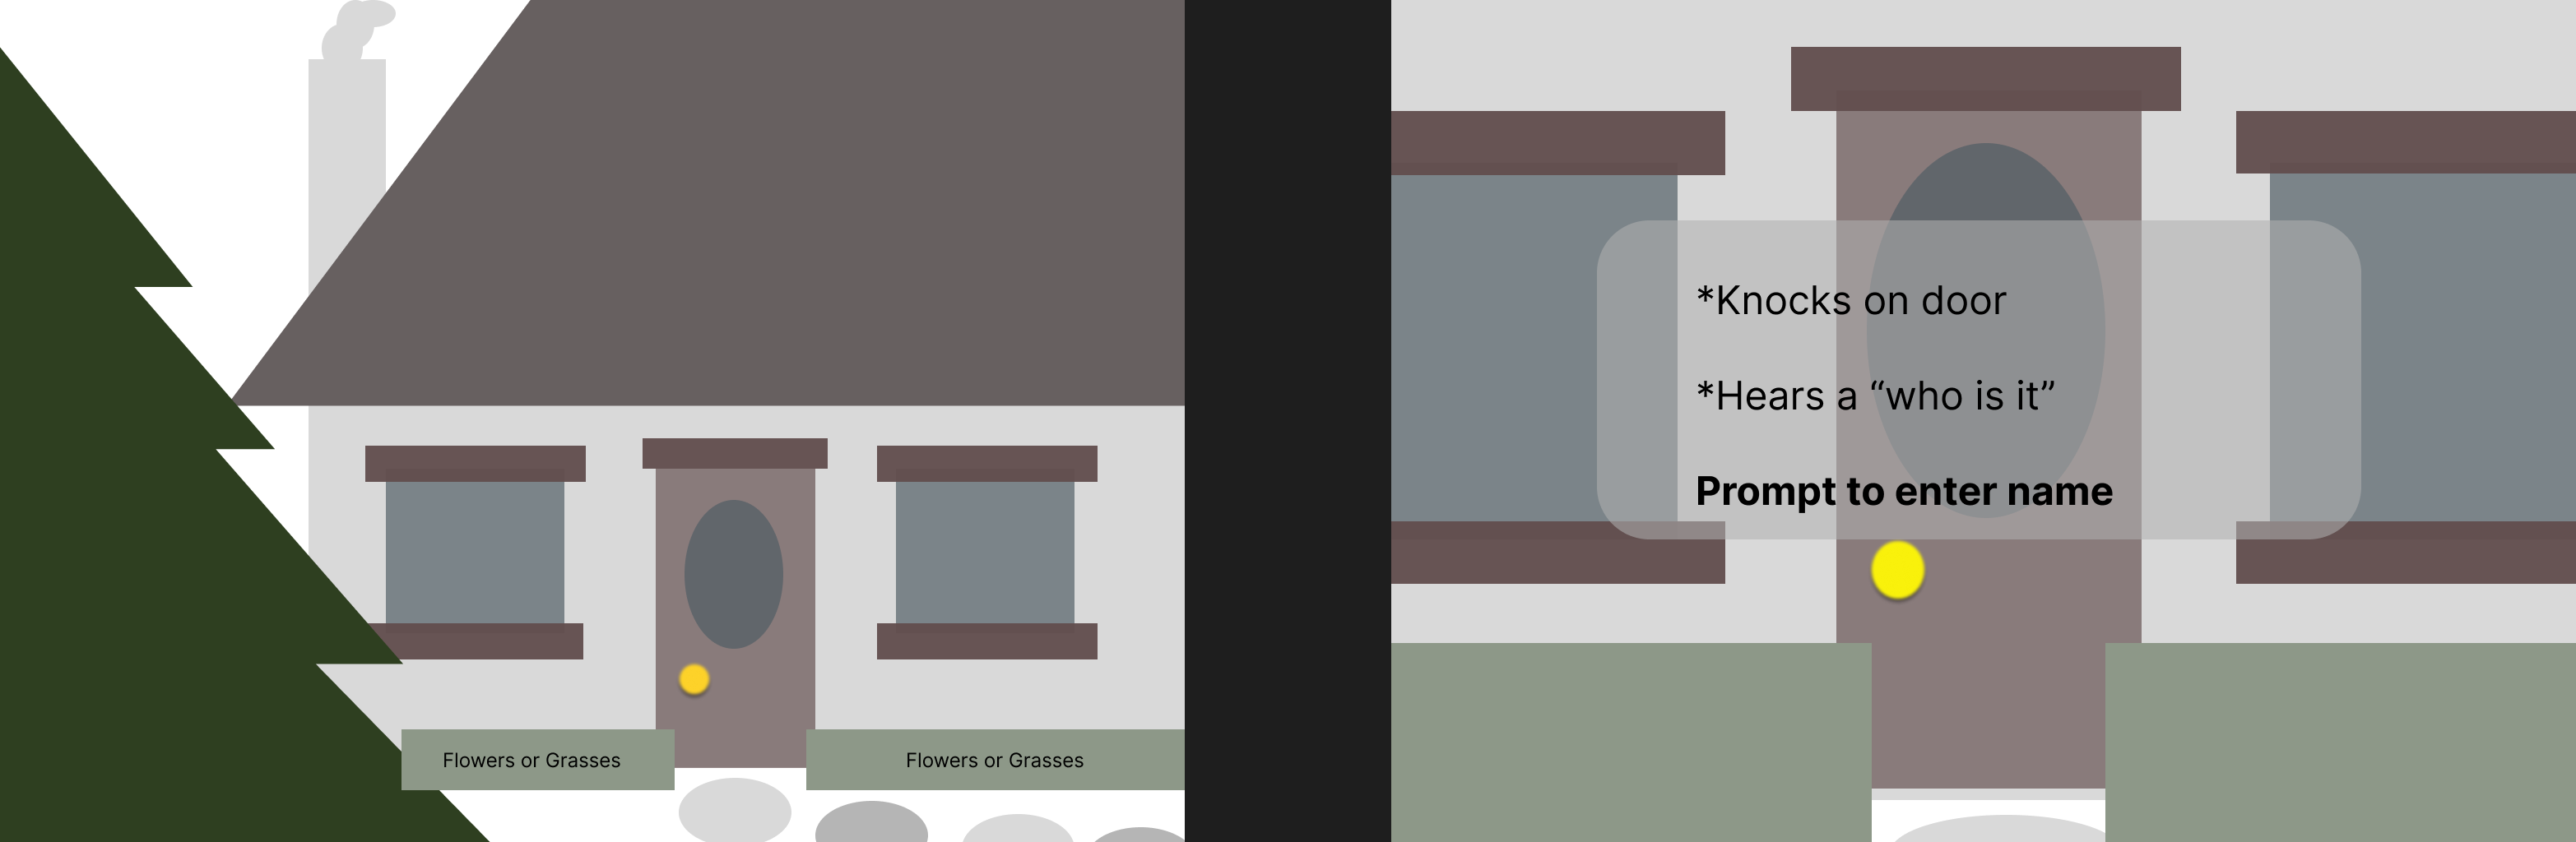 Flowers or Grasses
Flowers or Grasses
*Knocks on door
*Hears a “who is it”
Prompt to enter name